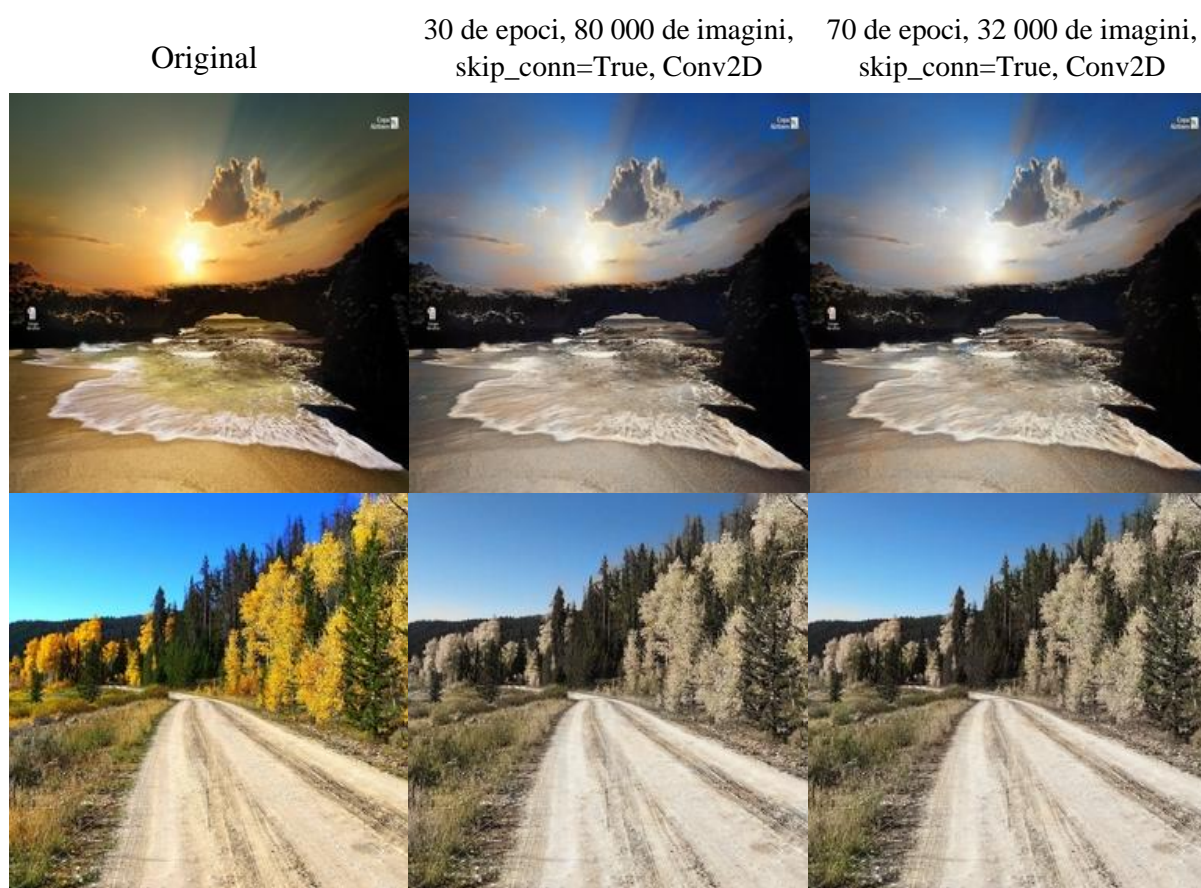 Original
30 de epoci, 80 000 de imagini,
skip_conn=True, Conv2D
70 de epoci, 32 000 de imagini,
skip_conn=True, Conv2D